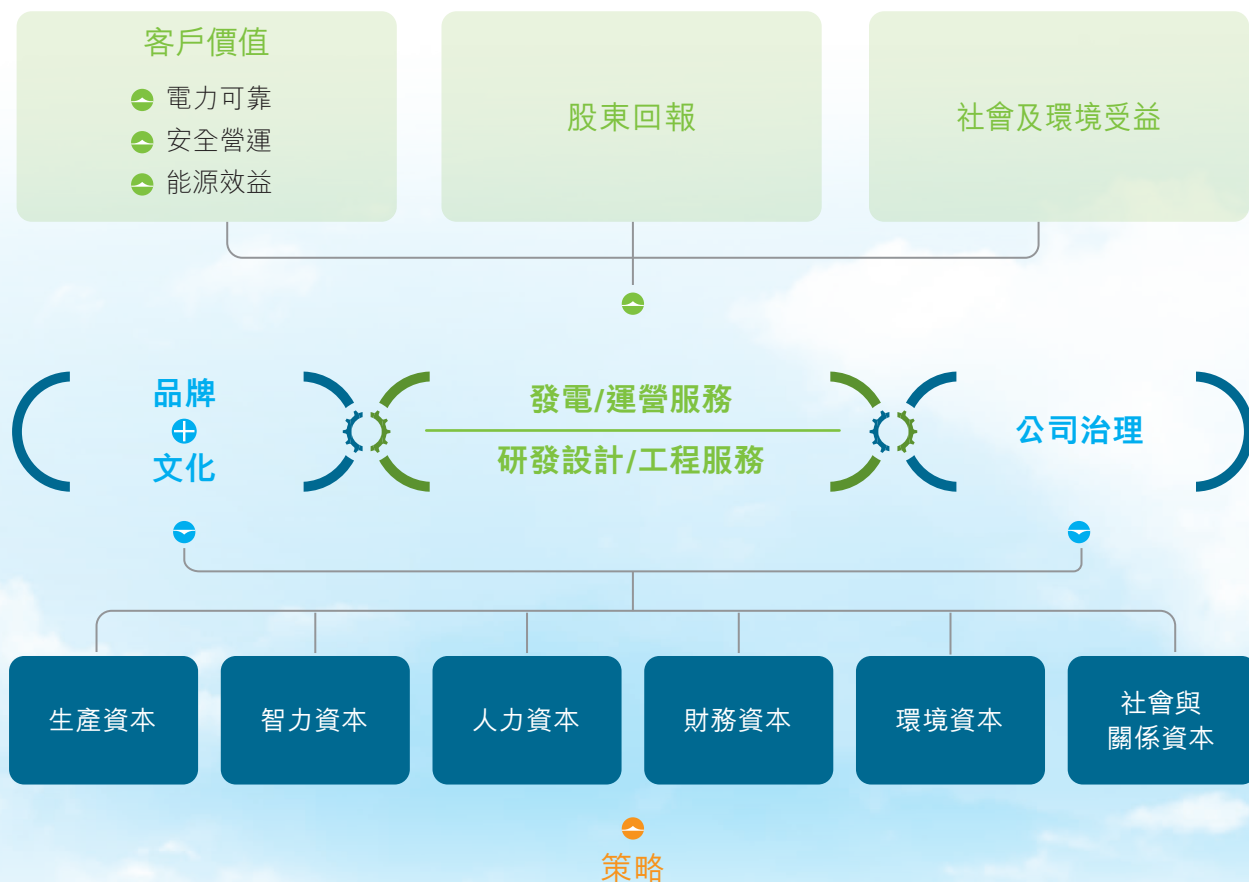 客戶價值
電力可靠
安全營運
能源效益
股東回報
社會及環境受益
品牌
文化
發電/運營服務
研發設計/工程服務
公司治理
生產資本
智力資本
人力資本
財務資本
環境資本
社會與
關係資本
策略